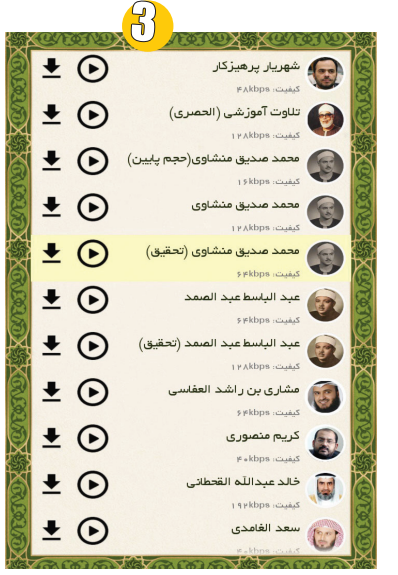 3
شهریار پرهیزکار
کیفیت: ۴۸kbps
تلاوت آموزشی (الحصری)
کیفیت: ۱۲۸kbps
محمد صدیق منشاوی(حجم پایین)
کیفیت: ۱۶kbps
محمد صدیق منشاوی
کیفیت: ۱۲۸kbps
محمد صدیق منشاوی (تحقیق)
کیفیت: ۶۴kbps
عبد الباسط عبد الصمد
کیفیت: ۶۴kbps
عبد الباسط عبد الصمد (تحقیق)
کیفیت: ۱۲۸kbps
مشاری بن راشد العفاسی
کیفیت: ۶۴kbps
کریم منصوری
کیفیت: ۴۰kbps
خالد عبدالله القحطانی
کیفیت: ۱۹۲kbps
سعد الغامدی
کیفیت: ۴۰kbps